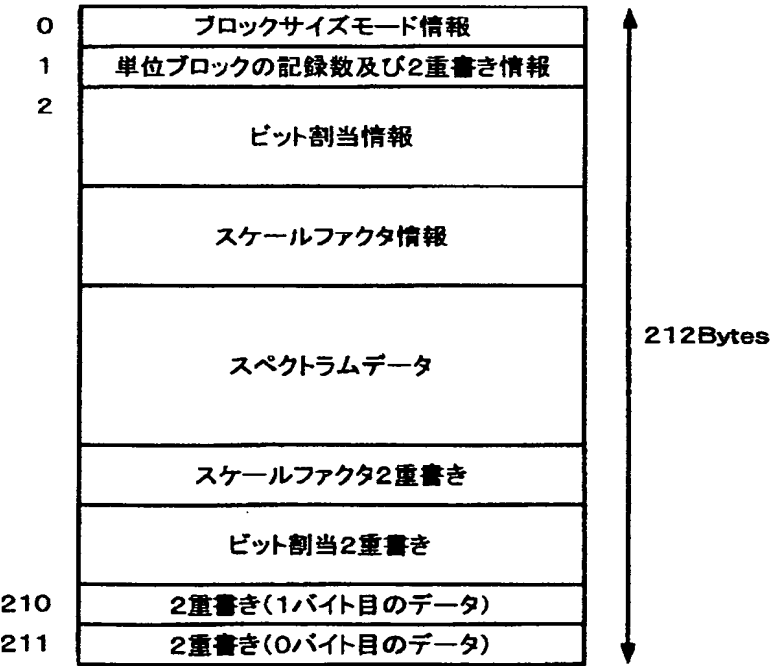 0 ブロックサイズモード情報
1 単位ブロックの記録数及び2重書き情報
2
ビット割当情報
スケールファクタ情報
スペクトラムデータ
212Bytes
スケールファクタ2重書き
ビット割当2重書き
210 2重書き(1バイト目のデータ)
211 2重書き(0バイト目のデータ)